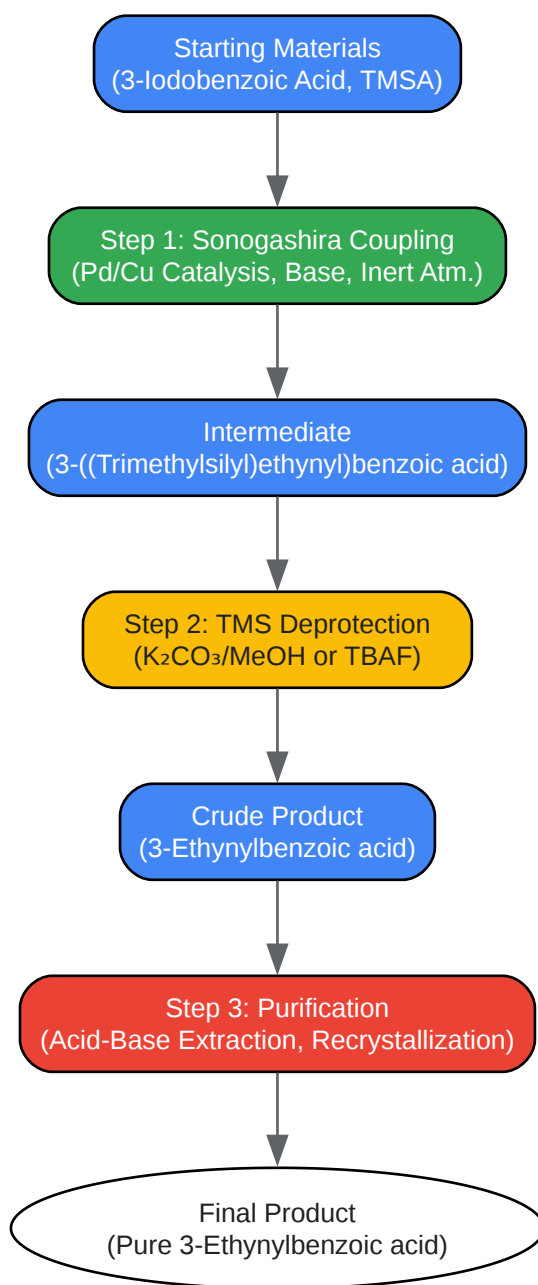 Starting Materials
(3-Iodobenzoic Acid, TMSA)
Step 1: Sonogashira Coupling
(Pd/Cu Catalysis, Base, Inert Atm.)
Intermediate
(3-((Trimethylsilyl)ethynyl)benzoic acid)
Step 2: TMS Deprotection
(K₂CO₃/MeOH or TBAF)
Crude Product
(3-Ethynylbenzoic acid)
Step 3: Purification
(Acid-Base Extraction, Recrystallization)
Final Product
(Pure 3-Ethynylbenzoic acid)